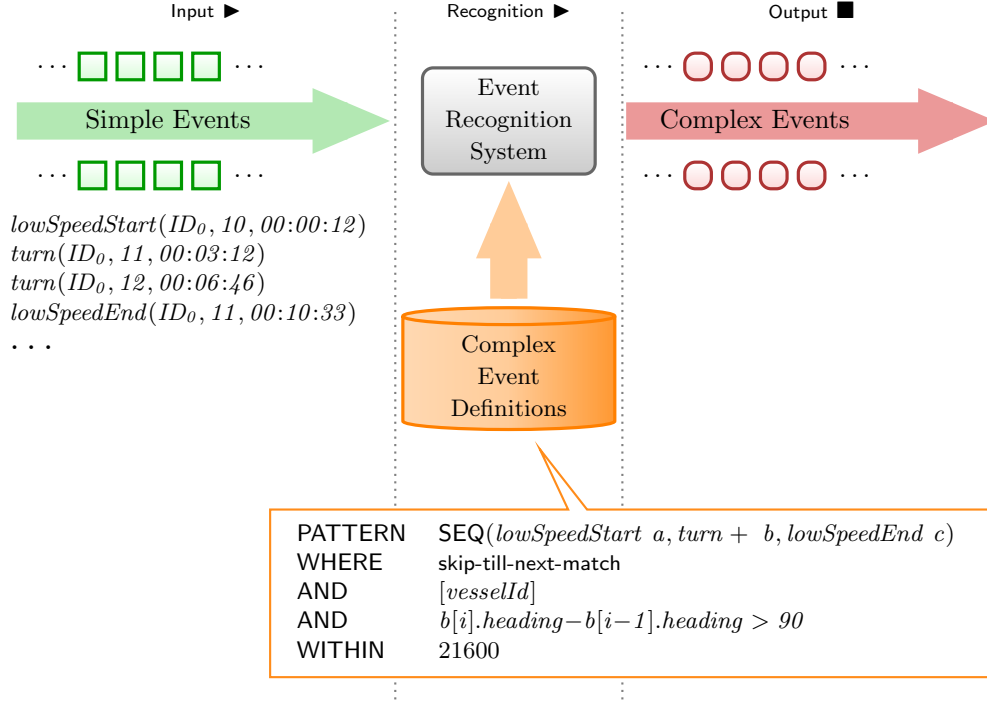 Input ►
Recognition ►
Output ■
··· ···
··· ···
Simple Events
Event
Recognition
System
Complex Events
··· ···
··· ···
lowSpeedStart(ID₀, 10, 00:00:12)
turn(ID₀, 11, 00:03:12)
turn(ID₀, 12, 00:06:46)
lowSpeedEnd(ID₀, 11, 00:10:33)
. . .
Complex
Event
Definitions
PATTERN SEQ(lowSpeedStart a, turn + b, lowSpeedEnd c)
WHERE skip-till-next-match
AND [vesselId]
AND b[i].heading−b[i−1].heading > 90
WITHIN 21600